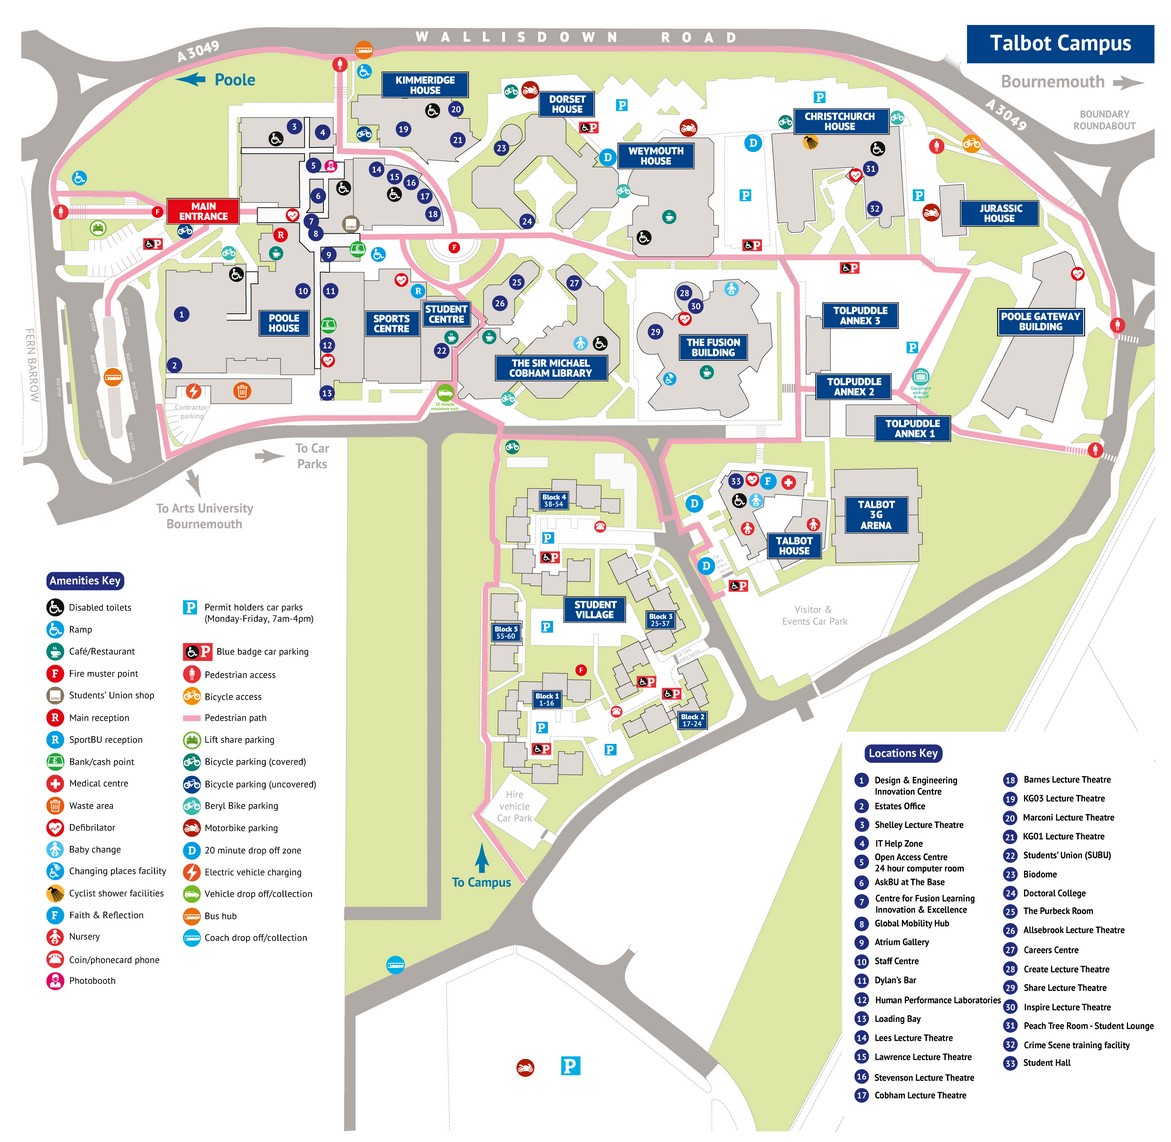 WALLISDOWN ROAD
Talbot Campus
A 3049
Poole
Bournemouth
A 3049
BOUNDARY
ROUNDABOUT
KIMMERIDGE
HOUSE
DORSET
HOUSE
CHRISTCHURCH
HOUSE
WEYMOUTH
HOUSE
JURASSIC
HOUSE
MAIN
ENTRANCE
POOLE
HOUSE
SPORTS
CENTRE
STUDENT
CENTRE
THE SIR MICHAEL
COBHAM LIBRARY
THE FUSION
BUILDING
TOLPUDDLE
ANNEX 3
TOLPUDDLE
ANNEX 2
TOLPUDDLE
ANNEX 1
POOLE GATEWAY
BUILDING
FERN BARROW
Contractor
parking
To Car
Parks
To Arts University
Bournemouth
TALBOT
HOUSE
TALBOT
3G
ARENA
Visitor &
Events Car Park
STUDENT
VILLAGE
Block 4
38-54
Block 5
55-60
Block 3
25-37
Block 1
1-16
Block 2
17-24
Hire
vehicle
Car Park
To Campus
Amenities Key
Disabled toilets
Ramp
Café/Restaurant
F Fire muster point
Students' Union shop
R Main reception
R SportBU reception
Bank/cash point
Medical centre
Waste area
Defibrilator
Baby change
Changing places facility
Cyclist shower facilities
F Faith & Reflection
Nursery
Coin/phonecard phone
Photobooth
P Permit holders car parks
(Monday-Friday, 7am-4pm)
P Blue badge car parking
Pedestrian access
Bicycle access
Pedestrian path
Lift share parking
Bicycle parking (covered)
Bicycle parking (uncovered)
Beryl Bike parking
Motorbike parking
D 20 minute drop off zone
Electric vehicle charging
Vehicle drop off/collection
Bus hub
Coach drop off/collection
Locations Key
1 Design & Engineering
Innovation Centre
2 Estates Office
3 Shelley Lecture Theatre
4 IT Help Zone
5 Open Access Centre
24 hour computer room
6 AskBU at The Base
7 Centre for Fusion Learning
Innovation & Excellence
8 Global Mobility Hub
9 Atrium Gallery
10 Staff Centre
11 Dylan's Bar
12 Human Performance Laboratories
13 Loading Bay
14 Lees Lecture Theatre
15 Lawrence Lecture Theatre
16 Stevenson Lecture Theatre
17 Cobham Lecture Theatre
18 Barnes Lecture Theatre
19 KG03 Lecture Theatre
20 Marconi Lecture Theatre
21 KG01 Lecture Theatre
22 Students' Union (SUBU)
23 Biodome
24 Doctoral College
25 The Purbeck Room
26 Allsebrook Lecture Theatre
27 Careers Centre
28 Create Lecture Theatre
29 Share Lecture Theatre
30 Inspire Lecture Theatre
31 Peach Tree Room - Student Lounge
32 Crime Scene training facility
33 Student Hall